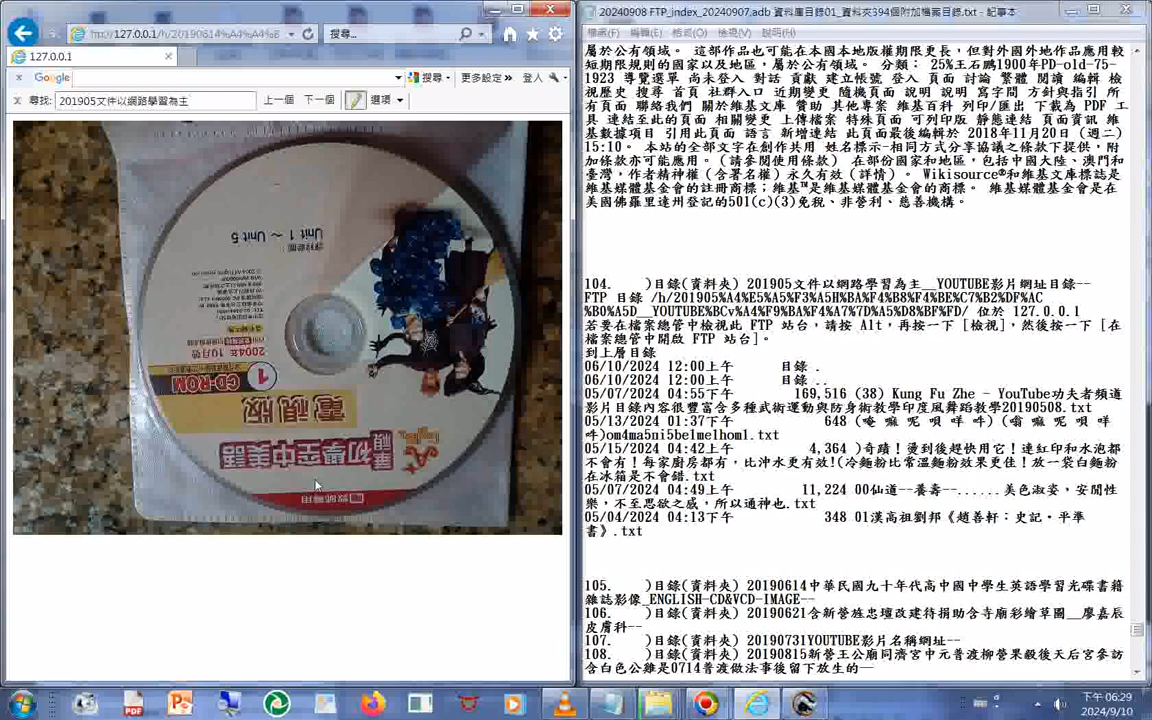 20240908 FTP_index_20240907.adb 資料庫目錄01_資料夾394個附加檔案目錄.txt - 記事本
http://127.0.0.1/h/20190614%A4%A4%B
搜尋...
127.0.0.1
檔案(F) 編輯(E) 格式(O) 檢視(V) 說明(H)
Google
搜尋
更多設定 »
登入
尋找: 201905文件以網路學習為主
上一個 下一個 選項
Unit 1 ~ Unit 5
2004年 10月號
CD-ROM
1
電視版
初學空中英語
教師專用
屬於公有領域。 這部作品也可能在本國本地版權期限更長，但對外國外地作品應用較
短期限規則的國家以及地區，屬於公有領域。 分類： 25%王石鹏1900年PD-old-75-
1923 導覽選單 尚未登入 對話 貢獻 建立帳號 登入 頁面 討論 繁體 閱讀 編輯 檢
視歷史 搜尋 首頁 社群入口 近期變更 隨機頁面 說明 說明 寫字間 方針與指引 所
有頁面 聯絡我們 關於維基文庫 贊助 其他專案 維基百科 列印/匯出 下載為 PDF 工
具 連結至此的頁面 相關變更 上傳檔案 特殊頁面 可列印版 靜態連結 頁面資訊 維
基數據項目 引用此頁面 語言 新增連結 此頁面最後編輯於 2018年11月20日 (週二)
15:10。 本站的全部文字在創作共用 姓名標示-相同方式分享協議之條款下提供，附
加條款亦可能應用。(請參閱使用條款) 在部份國家和地區，包括中國大陸、澳門和
臺灣，作者精神權(含署名權)永久有效(詳情)。 Wikisource®和維基文庫標誌是
維基媒體基金會的註冊商標；維基™是維基媒體基金會的商標。 維基媒體基金會是在
美國佛羅里達州登記的501(c)(3)免稅、非營利、慈善機構。
104. )目錄(資料夾) 201905文件以網路學習為主__YOUTUBE影片網址目錄--
FTP 目錄 /h/201905%A4%E5%A5%F3%A5H%BA%F4%B8%F4%BE%C7%B2%DF%AC
%B0%A5D__YOUTUBE%BCv%A4%F9%BA%F4%A7%7D%A5%D8%BF%FD/ 位於 127.0.0.1
若要在檔案總管中檢視此 FTP 站台，請按 Alt，再按一下 [檢視]，然後按一下 [在
檔案總管中開啟 FTP 站台]。
到上層目錄
06/10/2024 12:00上午 目錄 .
06/10/2024 12:00上午 目錄 ..
05/07/2024 04:55下午 169,516 (38) Kung Fu Zhe - YouTube功夫者頻道
影片目錄內容很豐富含多種武術運動與防身術教學印度風舞蹈教學20190508.txt
05/13/2024 01:37下午 648 (唵 嘛 呢 唄 咩 吽)(嗡 嘛 呢 唄 咩
吽)om4ma5ni5be1me1hom1.txt
05/15/2024 04:42上午 4,364 )奇蹟！燙到後趕快用它！連紅印和水泡都
不會有！每家廚房都有，比沖水更有效!(冷麵粉比常溫麵粉效果更佳！放一袋白麵粉
在冰箱是不會錯.txt
05/07/2024 04:49上午 11,224 00仙道--養壽--......美色淑姿，安閒性
樂，不至思欲之感，所以通神也.txt
05/04/2024 04:13下午 348 01漢高祖劉邦《趙善軒：史記‧平準
書》.txt
105. )目錄(資料夾) 20190614中華民國九十年代高中國中學生英語學習光碟書籍
雜誌影像_ENGLISH-CD&VCD-IMAGE--
106. )目錄(資料夾) 20190621含新營旌忠壇改建待捐助含寺廟彩繪草圖__廖嘉辰
皮膚科--
107. )目錄(資料夾) 20190731YOUTUBE影片名稱網址--
108. )目錄(資料夾) 20190815新營王公廟同濟宮中元普渡柳營果毅後天后宮參訪
含白色公雞是0714普渡做法事後留下放生的--
下午 06:29
2024/9/10